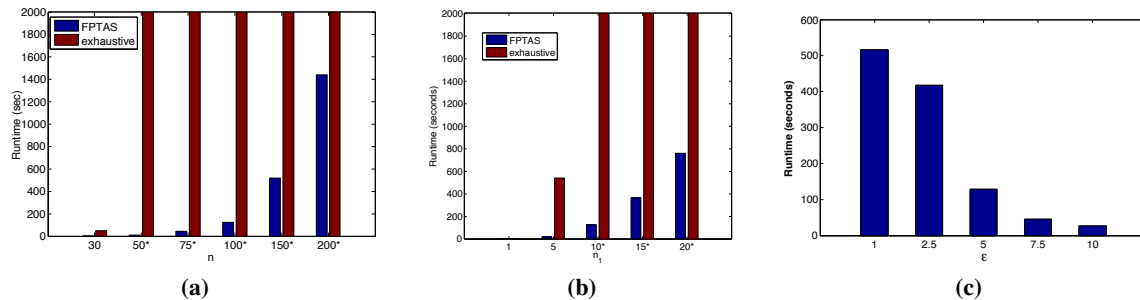 2000
1800
1600
1400
1200
1000
800
600
400
200
0
Runtime (sec)
FPTAS
exhaustive
30 50* 75* 100* 150* 200*
n
(a)
2000
1800
1600
1400
1200
1000
800
600
400
200
0
Runtime (seconds)
FPTAS
exhaustive
1 5 10* 15* 20*
n1
(b)
600
500
400
300
200
100
0
Runtime (seconds)
1 2.5 5 7.5 10
ε
(c)